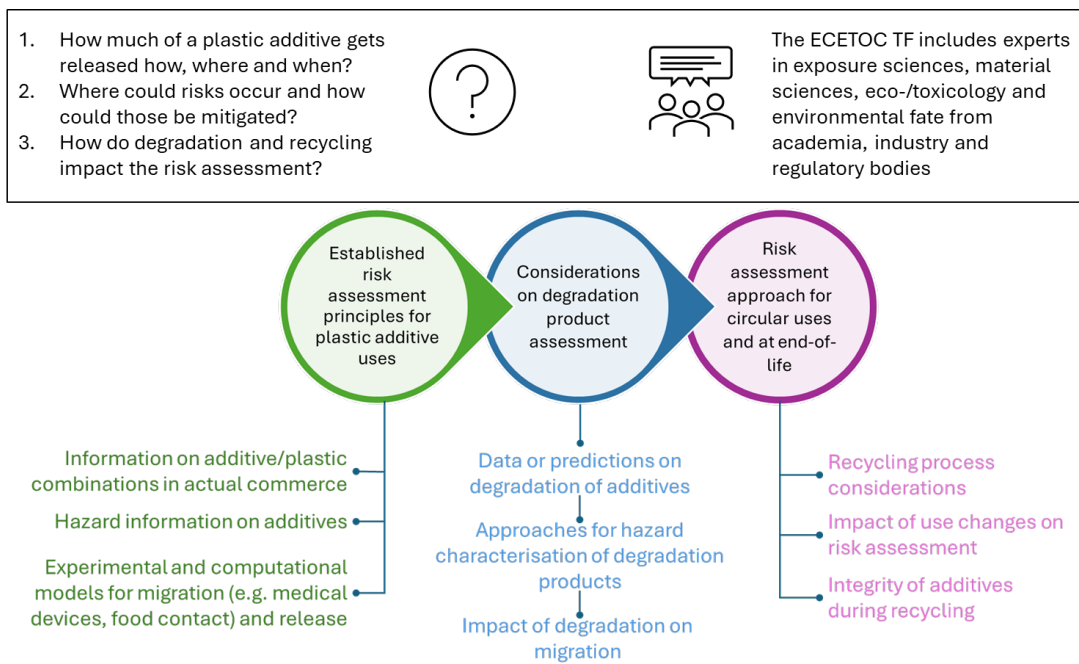 1. How much of a plastic additive gets
released how, where and when?
2. Where could risks occur and how
could those be mitigated?
3. How do degradation and recycling
impact the risk assessment?
?
The ECETOC TF includes experts
in exposure sciences, material
sciences, eco-/toxicology and
environmental fate from
academia, industry and
regulatory bodies
Established
risk
assessment
principles for
plastic additive
uses
Considerations
on degradation
product
assessment
Risk
assessment
approach for
circular uses
and at end-of-
life
Information on additive/plastic
combinations in actual commerce
Hazard information on additives
Experimental and computational
models for migration (e.g. medical
devices, food contact) and release
Data or predictions on
degradation of additives
Approaches for hazard
characterisation of degradation
products
Impact of degradation on
migration
Recycling process
considerations
Impact of use changes on
risk assessment
Integrity of additives
during recycling